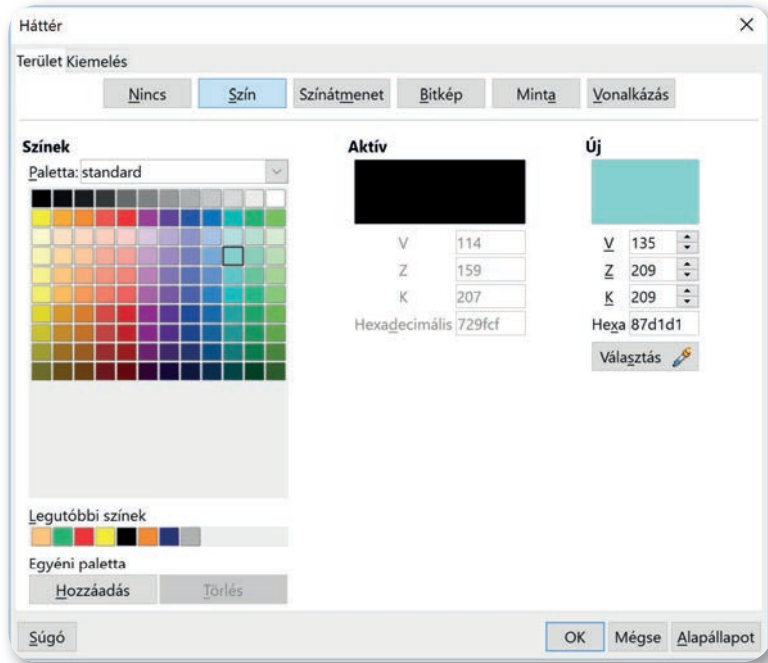 Háttér
Terület Kiemelés
Nincs Szín Színátmenet Bitkép Minta Vonalkázás
Színek Aktív Új
Paletta: standard
V 114 V 135
Z 159 Z 209
K 207 K 209
Hexadecimális 729fcf Hexa 87d1d1
Választás
Legutóbbi színek
Egyéni paletta
Hozzáadás Törlés
Súgó OK Mégse Alapállapot